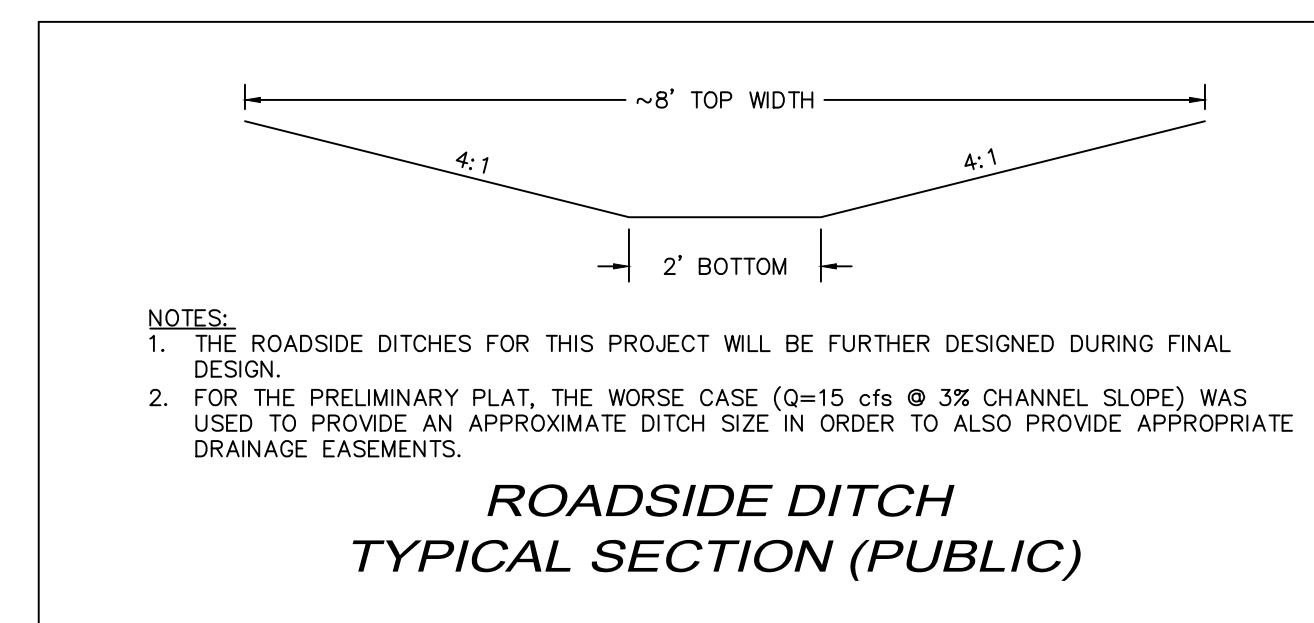 ~8' TOP WIDTH
4:1
4:1
2' BOTTOM
NOTES:
1. THE ROADSIDE DITCHES FOR THIS PROJECT WILL BE FURTHER DESIGNED DURING FINAL
DESIGN.
2. FOR THE PRELIMINARY PLAT, THE WORSE CASE (Q=15 cfs @ 3% CHANNEL SLOPE) WAS
USED TO PROVIDE AN APPROXIMATE DITCH SIZE IN ORDER TO ALSO PROVIDE APPROPRIATE
DRAINAGE EASEMENTS.
ROADSIDE DITCH
TYPICAL SECTION (PUBLIC)